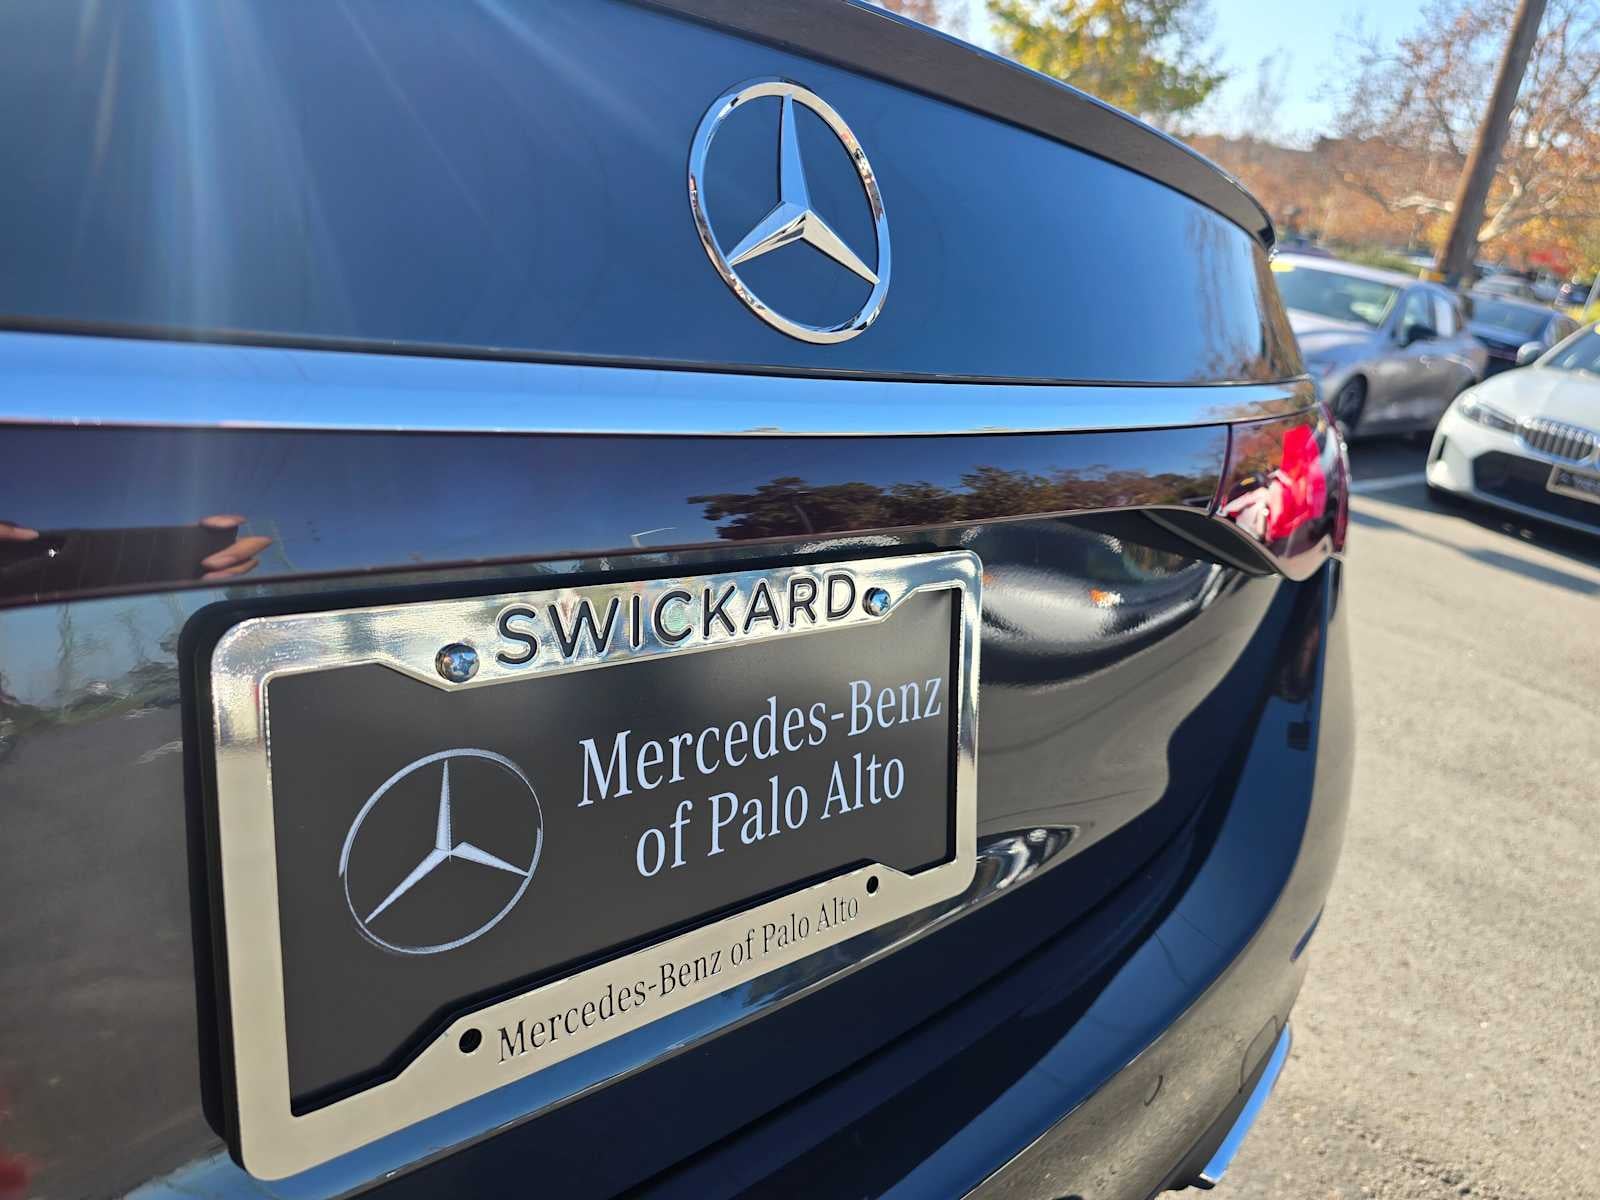 SWICKARD
Mercedes-Benz
of Palo Alto
Mercedes-Benz of Palo Alto